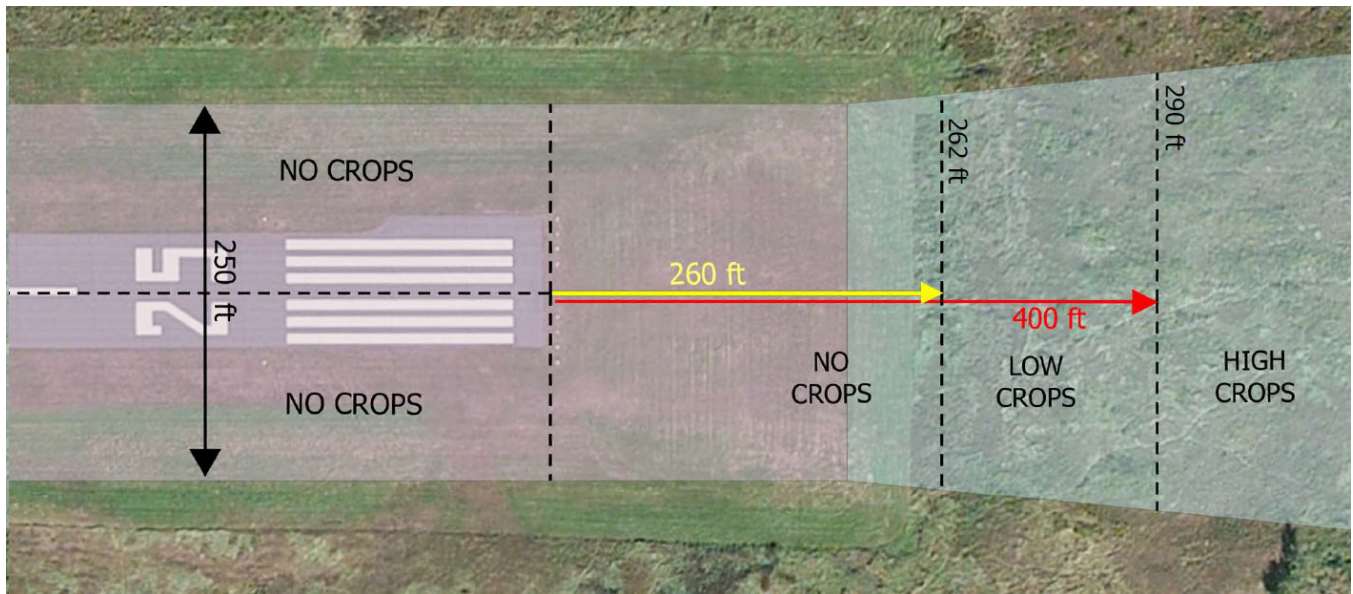 NO CROPS
250 ft
25
NO CROPS
260 ft
400 ft
262 ft
290 ft
NO
CROPS
LOW
CROPS
HIGH
CROPS